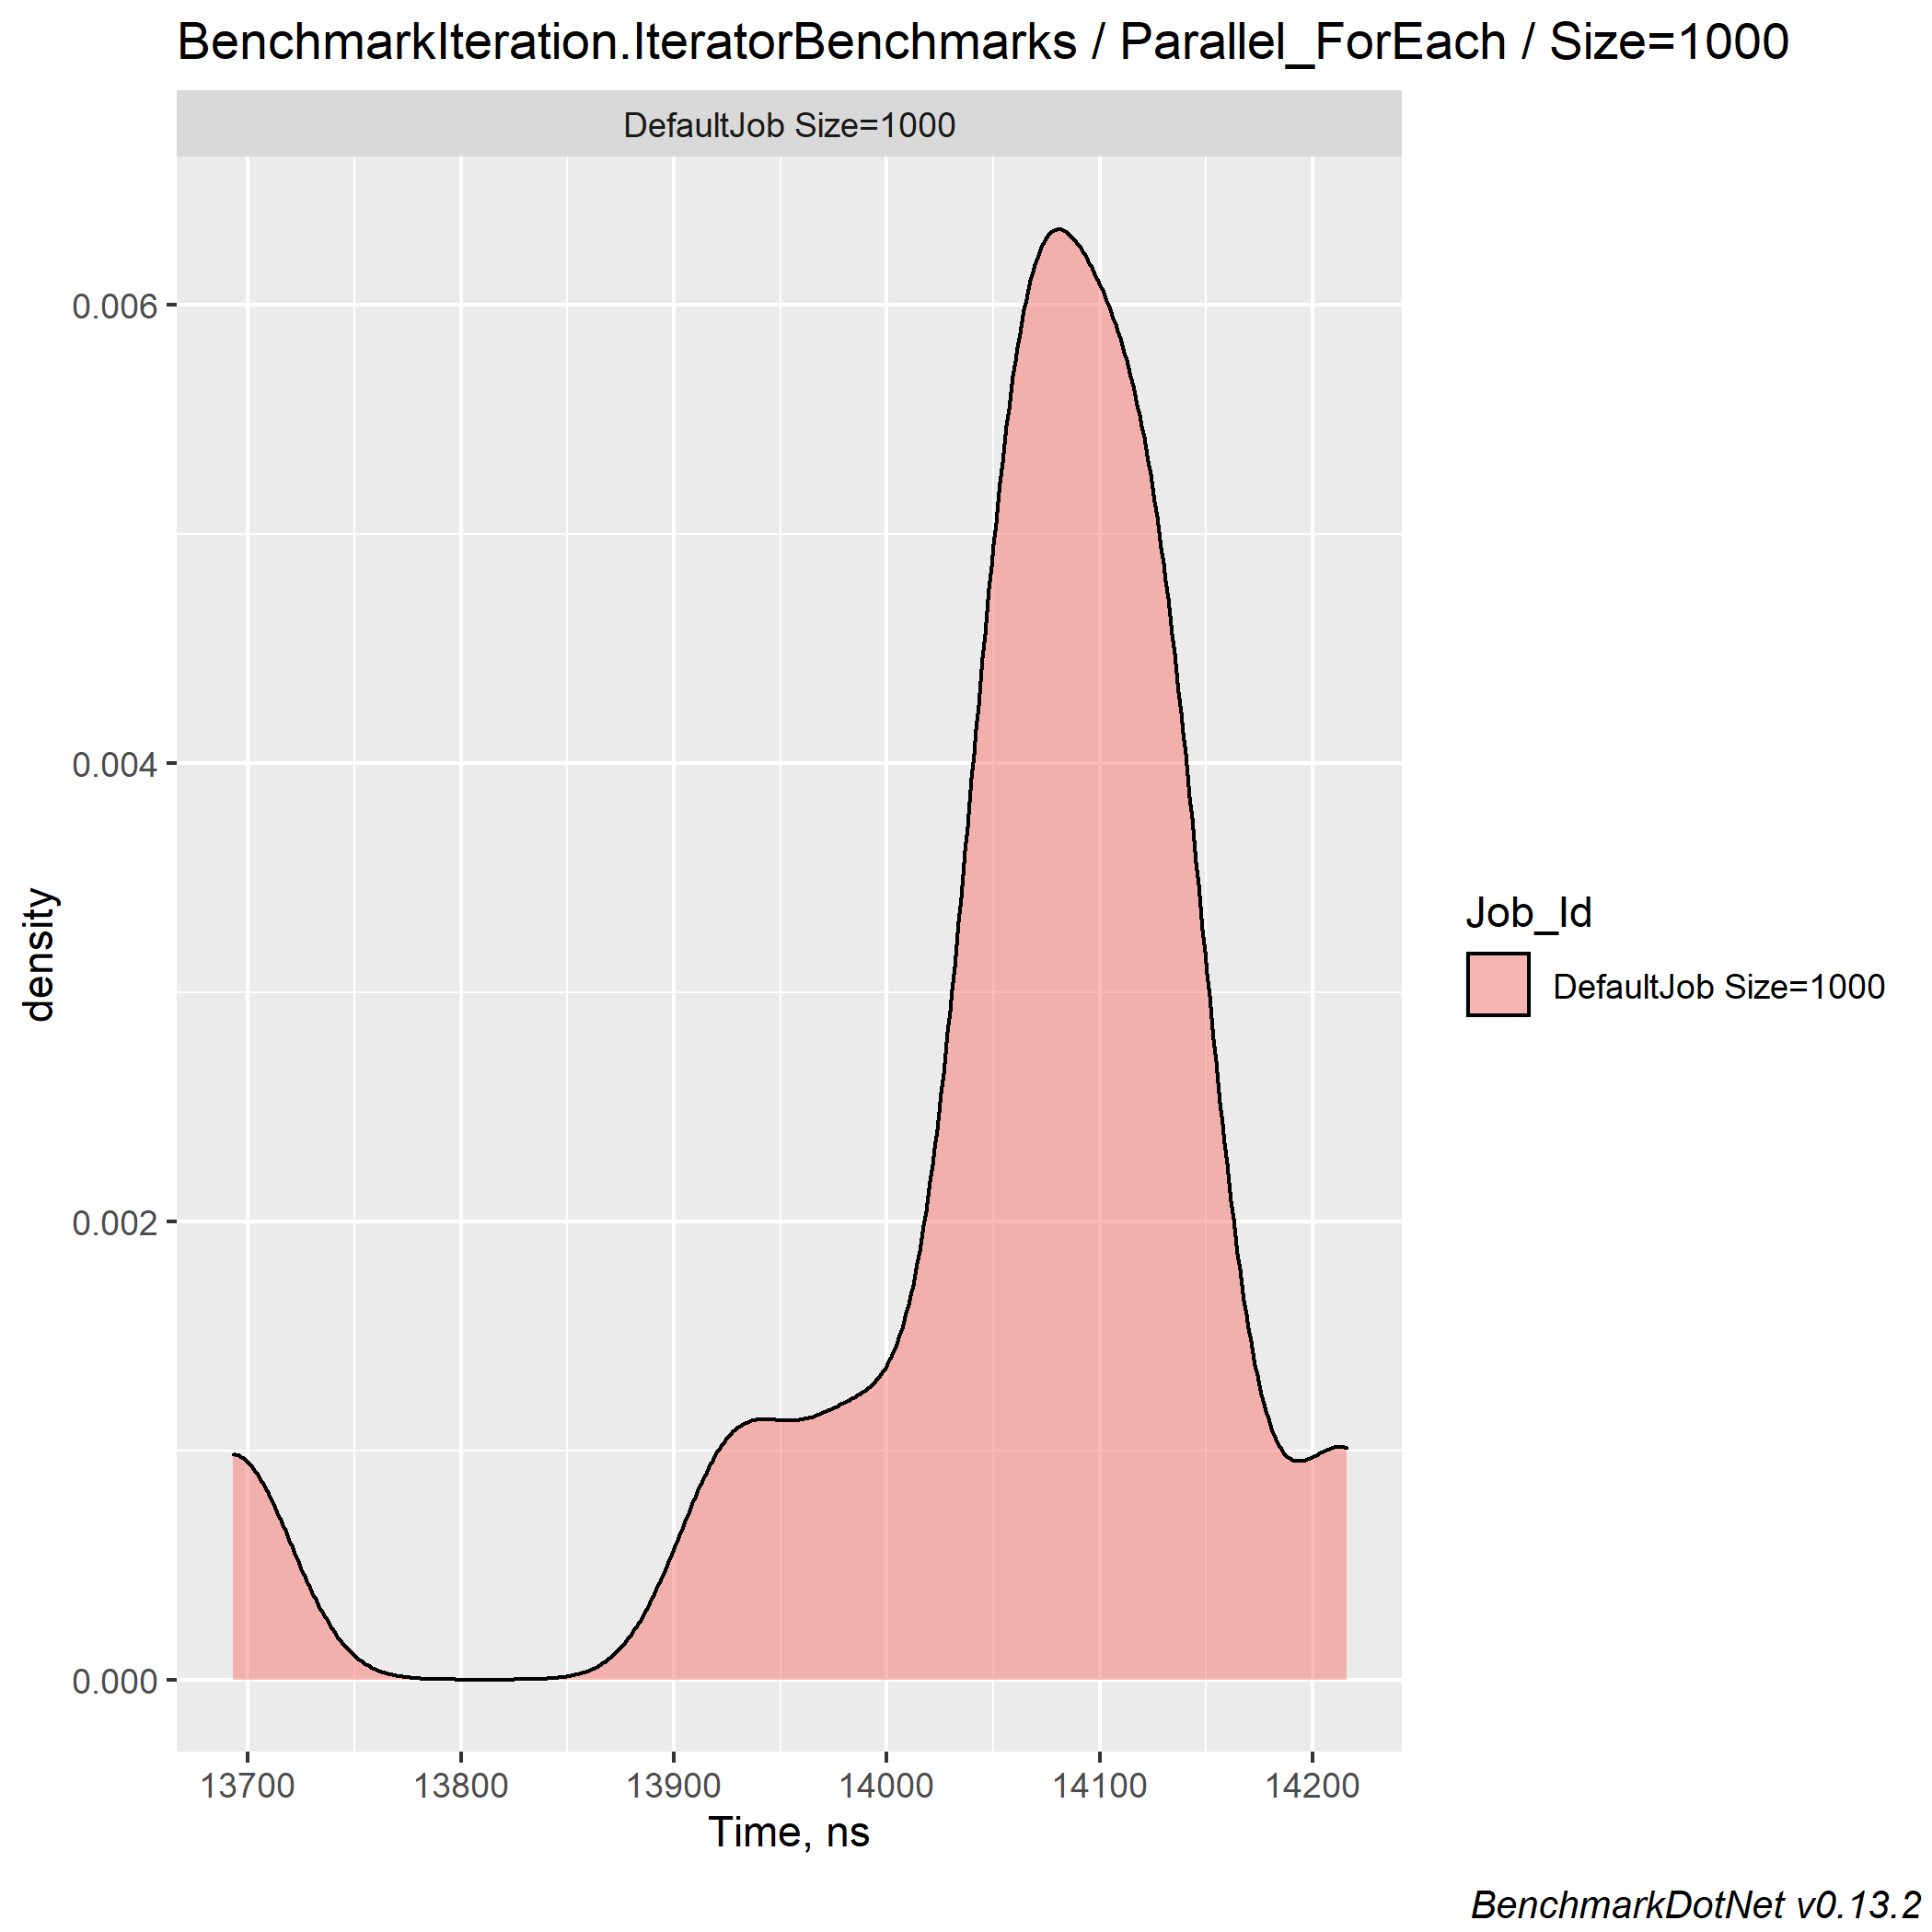 BenchmarkIteration.IteratorBenchmarks / Parallel_ForEach / Size=1000
DefaultJob Size=1000
0.006
0.004
0.002
0.000
density
13700 13800 13900 14000 14100 14200
Time, ns
Job_Id
DefaultJob Size=1000
BenchmarkDotNet v0.13.2